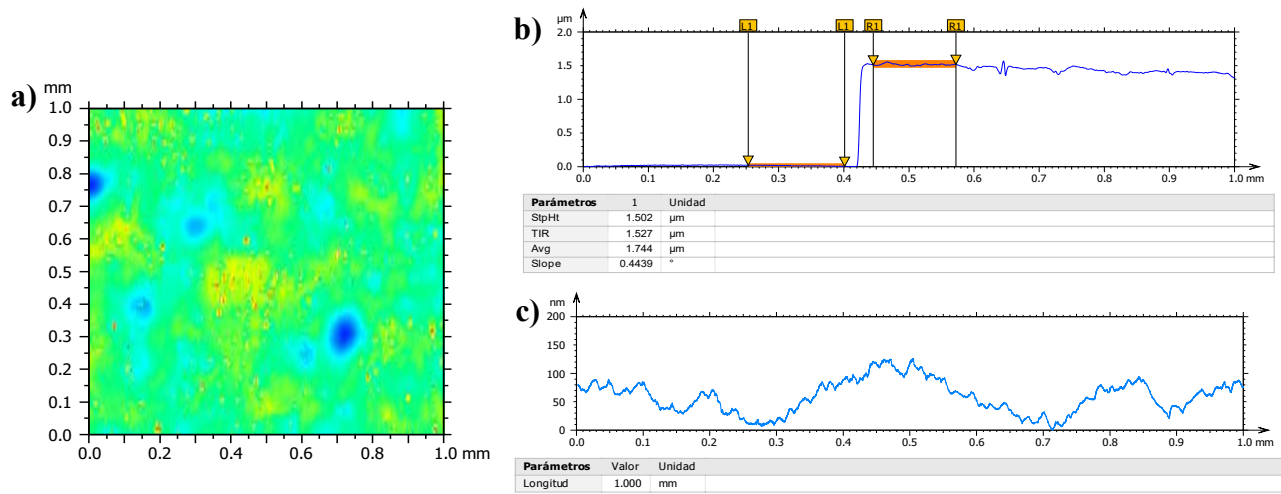 a)
mm
1.0
0.9
0.8
0.7
0.6
0.5
0.4
0.3
0.2
0.1
0.0
0.0 0.2 0.4 0.6 0.8 1.0 mm
b)
µm
L1 L1 R1 R1
2.0
1.5
1.0
0.5
0.0
0.0 0.1 0.2 0.3 0.4 0.5 0.6 0.7 0.8 0.9 1.0 mm
Parámetros 1 Unidad
StpHt 1.502 µm
TIR 1.527 µm
Avg 1.744 µm
Slope 0.4439 °
c)
nm
200
150
100
50
0
0.0 0.1 0.2 0.3 0.4 0.5 0.6 0.7 0.8 0.9 1.0 mm
Parámetros Valor Unidad
Longitud 1.000 mm